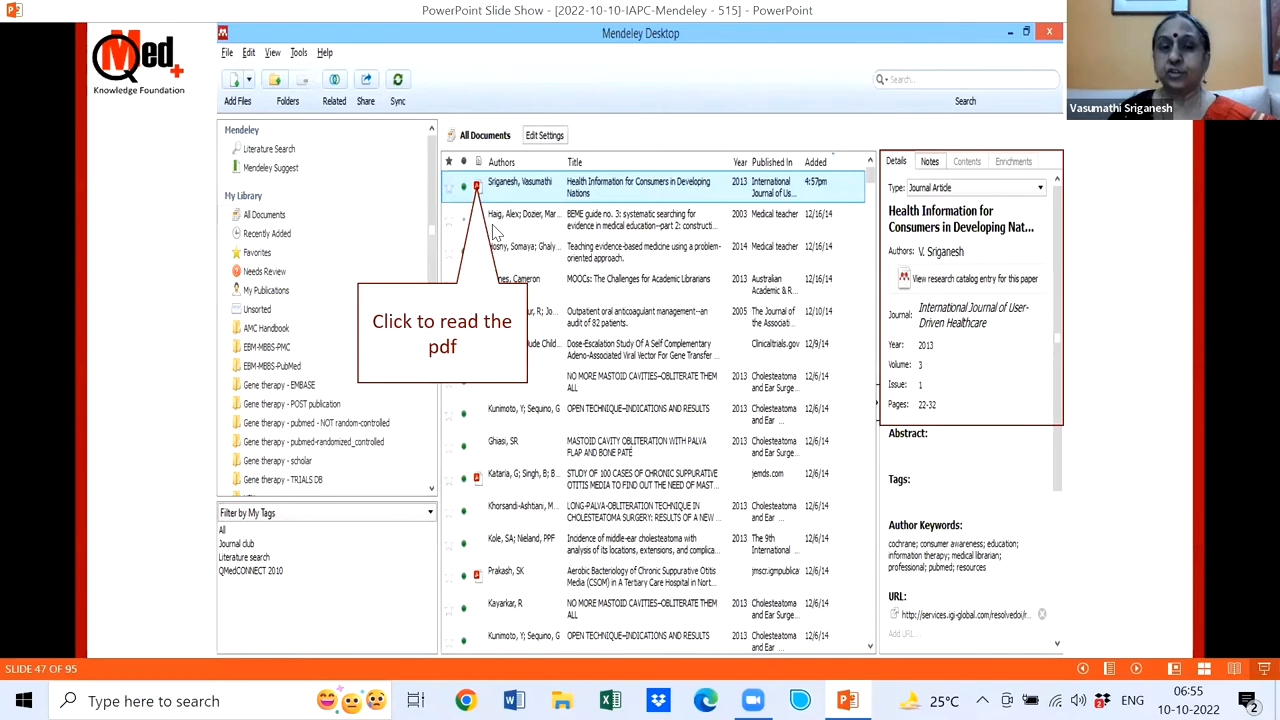 PowerPoint Slide Show - [2022-10-10-IAPC-Mendeley - 515] - PowerPoint
QMed
Knowledge Foundation
Vasumathi Sriganesh
Mendeley Desktop
File Edit View Tools Help
Add Files Folders Related Share Sync
Search...
Search
Mendeley
Literature Search
Mendeley Suggest
My Library
All Documents
Recently Added
Favorites
Needs Review
My Publications
Unsorted
AMC Handbook
EBM-MBBS-PMC
EBM-MBBS-PubMed
Gene therapy - EMBASE
Gene therapy - POST publication
Gene therapy - pubmed - NOT random-controlled
Gene therapy - pubmed-randomized_controlled
Gene therapy - scholar
Gene therapy - TRIALS DB
Filter by My Tags
All
Journal club
Literature search
QMedCONNECT 2010
All Documents Edit Settings
Authors Title Year Published In Added
Sriganesh, Vasumathi Health Information for Consumers in Developing 2013 International 4:57pm
Nations Journal of Us...
Haig, Alex; Dozier, Mar... BEME guide no. 3: systematic searching for 2003 Medical teacher 12/16/14
evidence in medical education--part 2: constructi...
osny, Somaya; Ghaly... Teaching evidence-based medicine using a problem- 2014 Medical teacher 12/16/14
oriented approach.
nes, Cameron MOOCs: The Challenges for Academic Librarians 2013 Australian 12/16/14
Academic & R...
ur, R; Jo... Outpatient oral anticoagulant management--an 2005 The Journal of 12/10/14
audit of 82 patients. the Associati...
ude Child... Dose-Escalation Study Of A Self Complementary Clinicaltrials.gov 12/9/14
Adeno-Associated Viral Vector For Gene Transfer ...
NO MORE MASTOID CAVITIES--OBLITERATE THEM Cholesteatoma 12/6/14
ALL and Ear Surge...
Kunimoto, Y; Sequino, G OPEN TECHNIQUE--INDICATIONS AND RESULTS Cholesteatoma 12/6/14
and Ear ...
Ghiasi, SR MASTOID CAVITY OBLITERATION WITH PALVA Cholesteatoma 12/6/14
FLAP AND BONE PATÉ and Ear Surge...
Kataria, G; Singh, B; B... STUDY OF 100 CASES OF CHRONIC SUPPURATIVE jemds.com 12/6/14
OTITIS MEDIA TO FIND OUT THE NEED OF MAST...
Khorsandi-Ashtiani, M... LONG-PALVA-OBLITERATION TECHNIQUE IN Cholesteatoma 12/6/14
CHOLESTEATOMA SURGERY: RESULTS OF A NEW ... and Ear ...
Kole, SA; Nieland, PPF Incidence of middle-ear cholesteatoma with The 9th 12/6/14
analysis of its locations, extensions, and complica... International ...
Prakash, SK Aerobic Bacteriology of Chronic Suppurative Otitis jmscr.igmpublica... 12/6/14
Media (CSOM) in A Tertiary Care Hospital in Nort...
Kayarkar, R NO MORE MASTOID CAVITIES--OBLITERATE THEM Cholesteatoma 12/6/14
ALL and Ear Surge...
Kunimoto, Y; Sequino, G OPEN TECHNIQUE--INDICATIONS AND RESULTS Cholesteatoma 12/6/14
and Ear ...
Click to read the
pdf
Details Notes Contents Enrichments
Type: Journal Article
Health Information for
Consumers in Developing Nat...
Authors: V. Sriganesh
View research catalog entry for this paper
Journal: International Journal of User-
Driven Healthcare
Year: 2013
Volume: 3
Issue: 1
Pages: 22-32
Abstract:
Tags:
Author Keywords:
cochrane; consumer awareness; education;
information therapy; medical librarian;
professional; pubmed; resources
URL:
http://services.igi-global.com/resolvedoi/r...
Add URL...
SLIDE 47 OF 95
Type here to search
25°C
ENG
06:55
10-10-2022
2